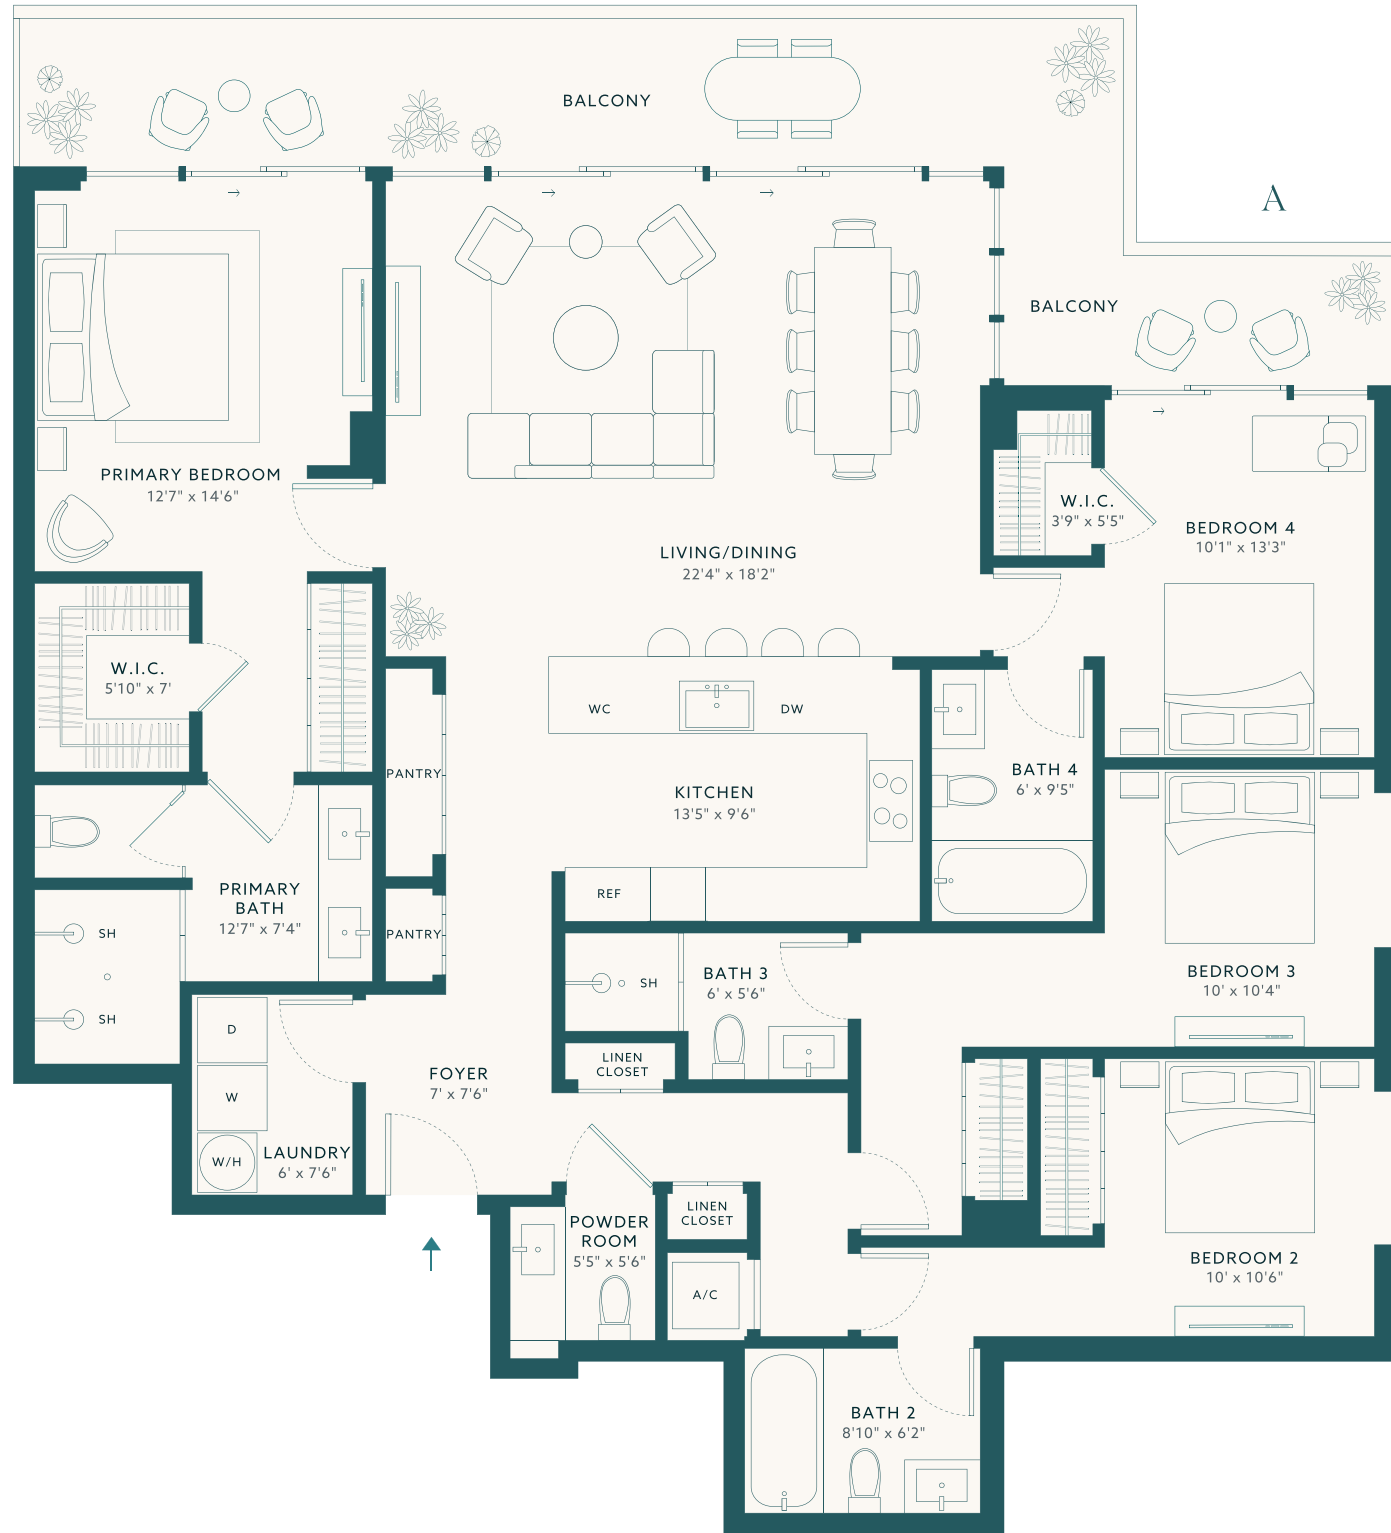 BALCONY
A
BALCONY
PRIMARY BEDROOM
12'7" x 14'6"
W.I.C.
3'9" x 5'5"
BEDROOM 4
10'1" x 13'3"
LIVING/DINING
22'4" x 18'2"
W.I.C.
5'10" x 7'
WC
DW
PANTRY
KITCHEN
13'5" x 9'6"
BATH 4
6' x 9'5"
REF
PRIMARY
BATH
12'7" x 7'4"
PANTRY
SH
SH
SH
BATH 3
6' x 5'6"
BEDROOM 3
10' x 10'4"
D
W
W/H
LAUNDRY
6' x 7'6"
FOYER
7' x 7'6"
LINEN
CLOSET
LINEN
CLOSET
POWDER
ROOM
5'5" x 5'6"
A/C
BEDROOM 2
10' x 10'6"
BATH 2
8'10" x 6'2"